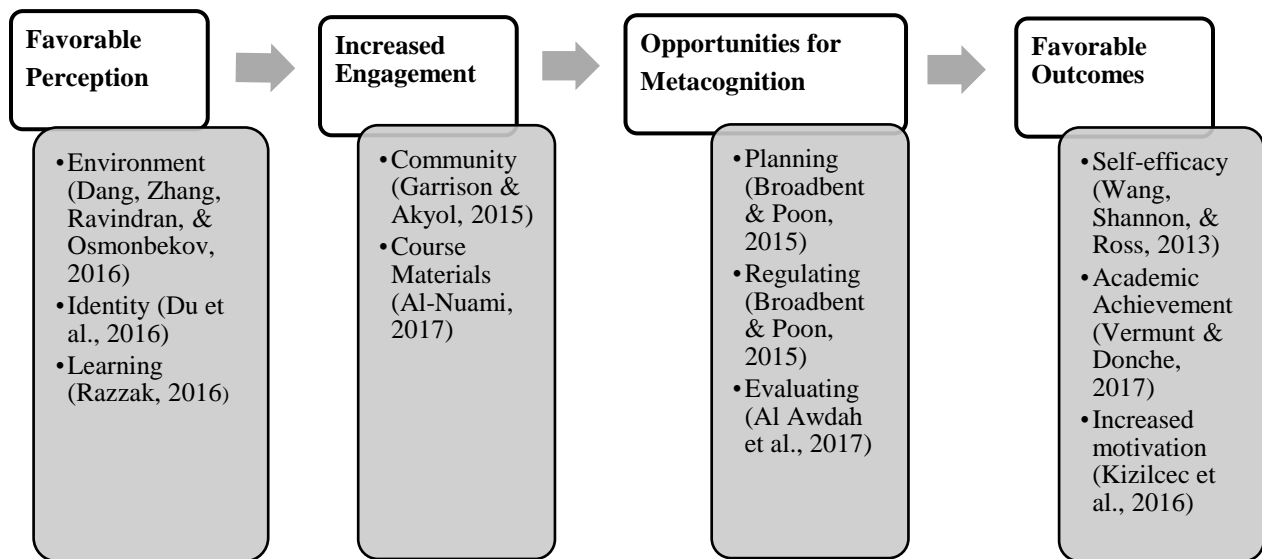 Favorable
Perception
•Environment
(Dang, Zhang,
Ravindran, &
Osmonbekov,
2016)
•Identity (Du et
al., 2016)
•Learning
(Razzak, 2016)
Increased
Engagement
•Community
(Garrison &
Akyol, 2015)
•Course
Materials
(Al-Nuami,
2017)
Opportunities for
Metacognition
•Planning
(Broadbent
& Poon,
2015)
•Regulating
(Broadbent
& Poon,
2015)
•Evaluating
(Al Awdah
et al., 2017)
Favorable
Outcomes
•Self-efficacy
(Wang,
Shannon, &
Ross, 2013)
•Academic
Achievement
(Vermunt &
Donche,
2017)
•Increased
motivation
(Kizilcec et
al., 2016)